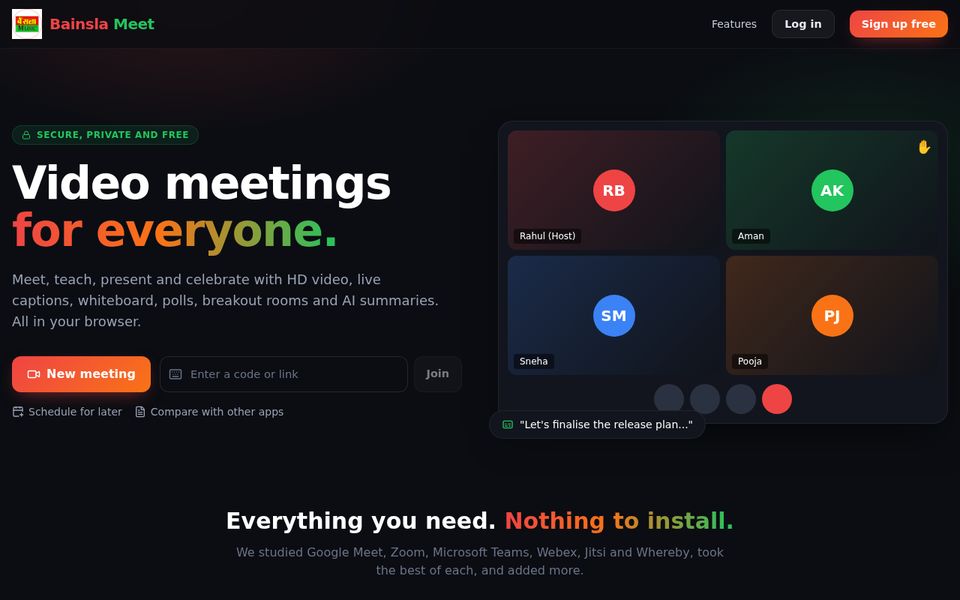 Bainsla Meet
Features
Log in
Sign up free
SECURE, PRIVATE AND FREE
Video meetings
for everyone.
Meet, teach, present and celebrate with HD video, live
captions, whiteboard, polls, breakout rooms and AI summaries.
All in your browser.
New meeting
Enter a code or link
Join
Schedule for later
Compare with other apps
RB
Rahul (Host)
AK
Aman
SM
Sneha
PJ
Pooja
"Let's finalise the release plan..."
Everything you need. Nothing to install.
We studied Google Meet, Zoom, Microsoft Teams, Webex, Jitsi and Whereby, took
the best of each, and added more.